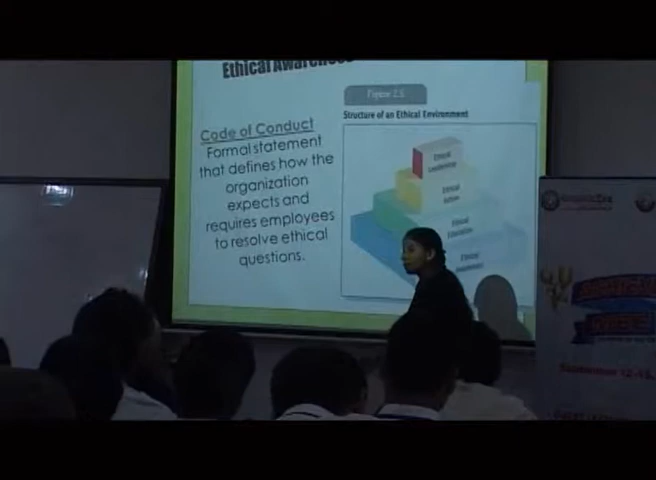 Ethical Awareness
Code of Conduct
Formal statement
that defines how the
organization
expects and
requires employees
to resolve ethical
questions.
Figure 2.5
Structure of an Ethical Environment
Ethical
Leadership
Ethical
Action
Ethical
Education
Ethical
Awareness